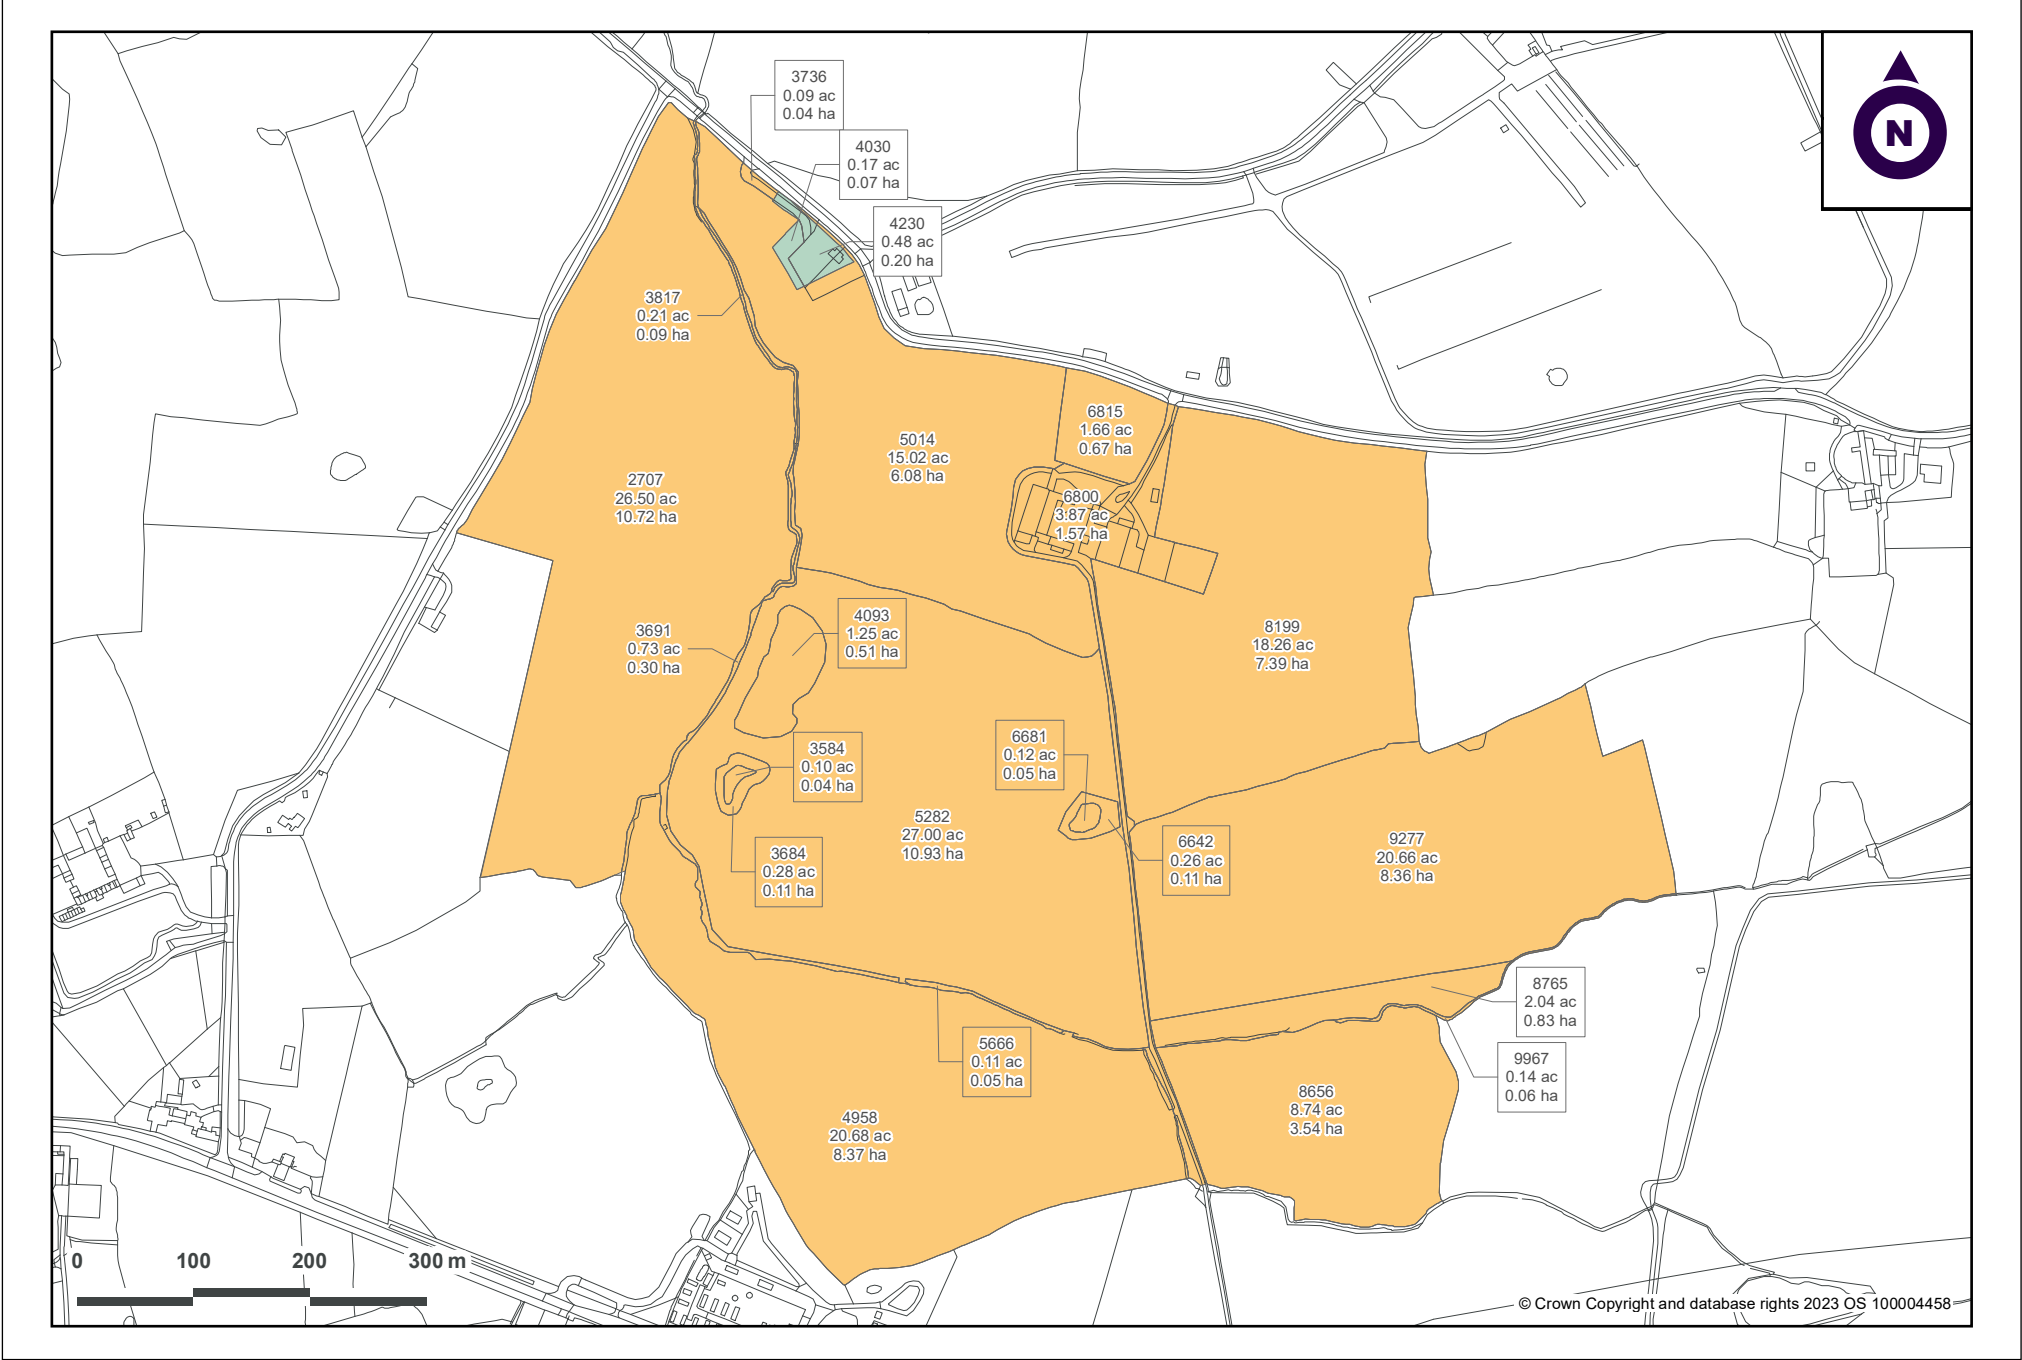 3736
0.09 ac
0.04 ha
4030
0.17 ac
0.07 ha
N
4230
0.48 ac
0.20 ha
3817
0.21 ac
0.09 ha
6815
1.66 ac
0.67 ha
5014
15.02 ac
6.08 ha
2707
26.50 ac
10.72 ha
6800
3.87 ac
1.57 ha
4093
1.25 ac
0.51 ha
3691
0.73 ac
0.30 ha
8199
18.26 ac
7.39 ha
6681
0.12 ac
0.05 ha
3584
0.10 ac
0.04 ha
5282
27.00 ac
10.93 ha
6642
0.26 ac
0.11 ha
9277
20.66 ac
8.36 ha
3684
0.28 ac
0.11 ha
8765
2.04 ac
0.83 ha
5666
0.11 ac
0.05 ha
9967
0.14 ac
0.06 ha
8656
8.74 ac
3.54 ha
4958
20.68 ac
8.37 ha
0 100 200 300 m
© Crown Copyright and database rights 2023 OS 100004458